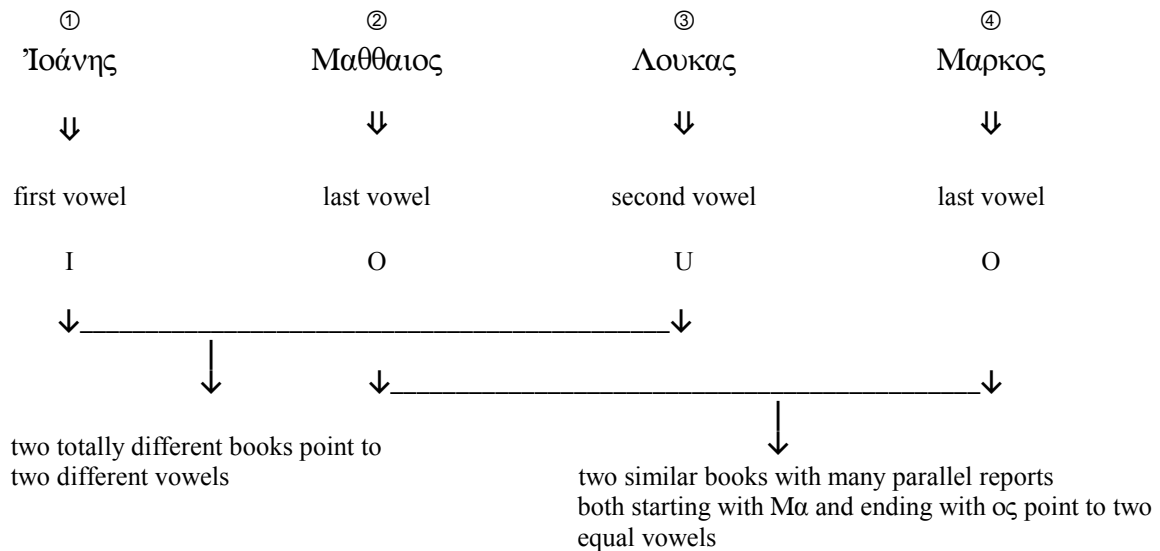 ① ② ③ ④
Ἰοάνης Μαθθαιος Λουκας Μαρκος
⇓ ⇓ ⇓ ⇓
first vowel last vowel second vowel last vowel
I O U O
two totally different books point to
two different vowels
two similar books with many parallel reports
both starting with Μα and ending with ος point to two
equal vowels